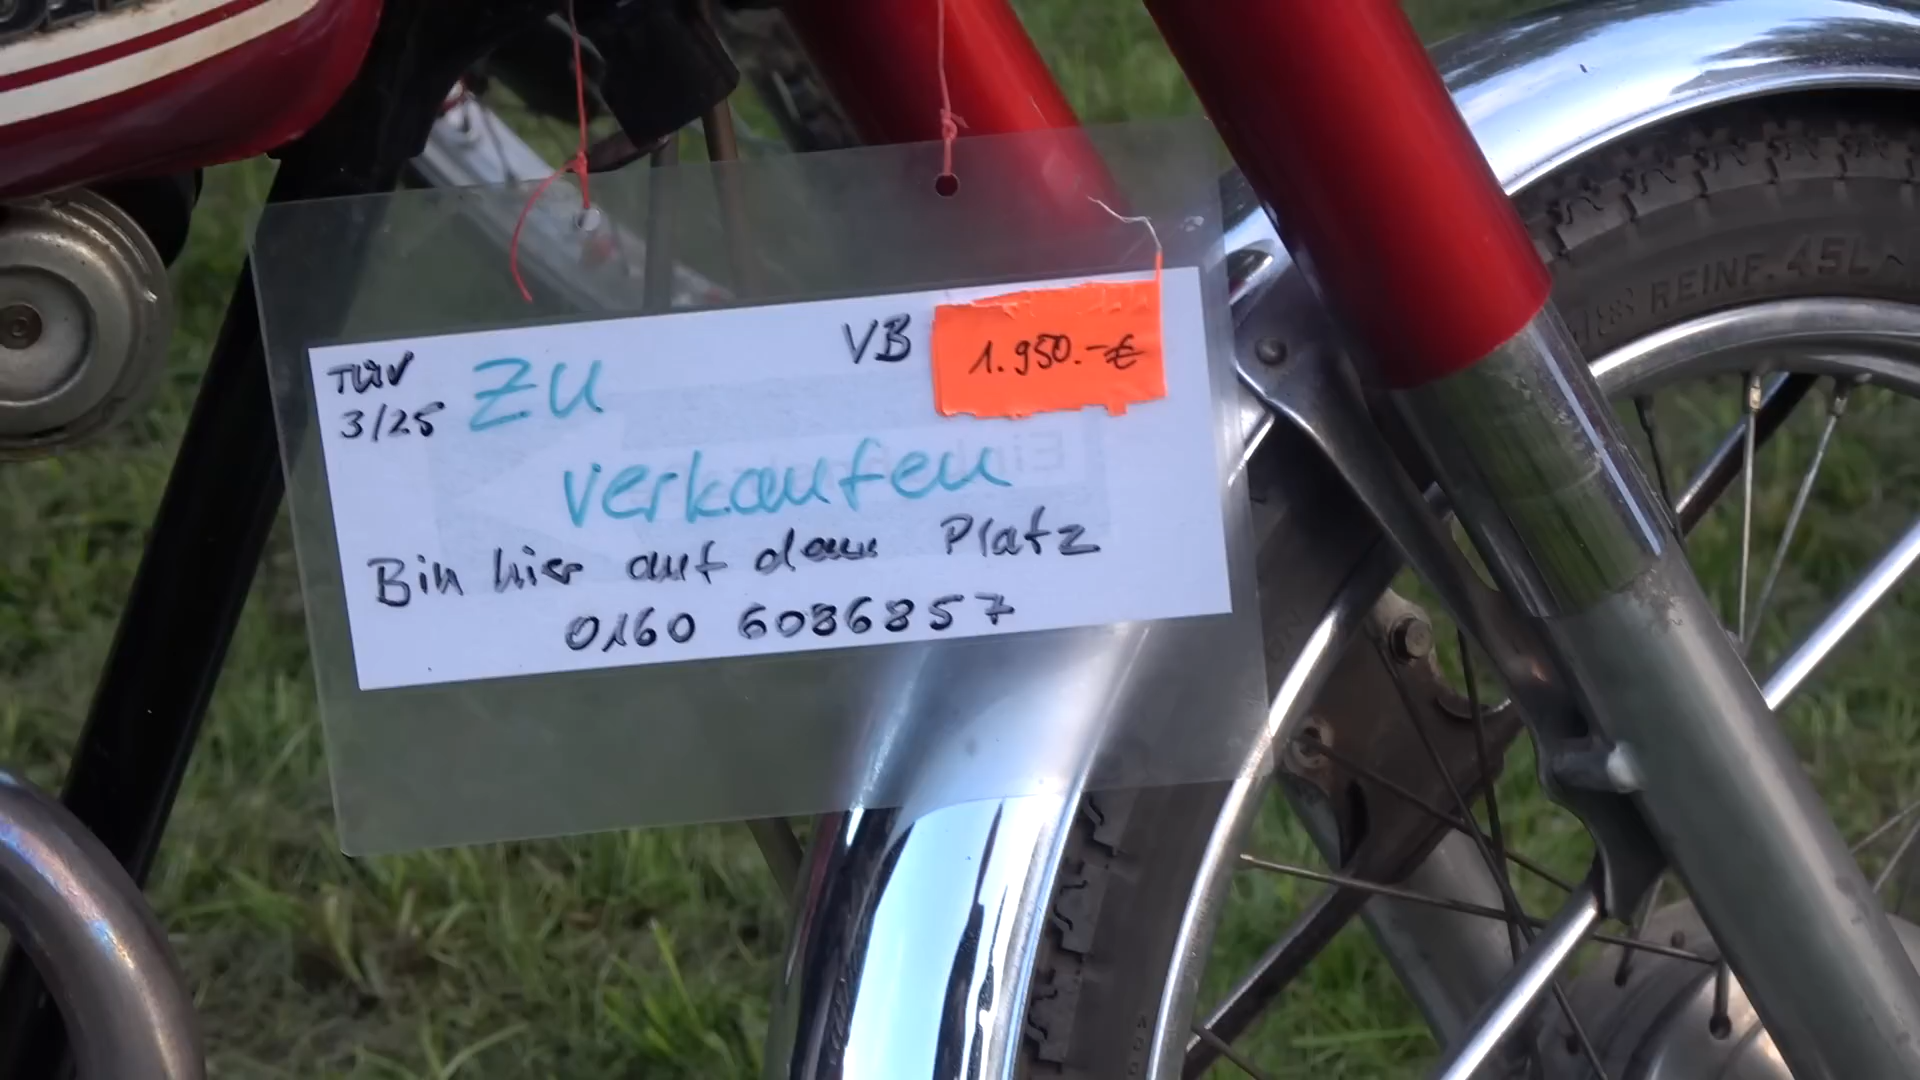 TÜV
3/25
zu
VB
1.950.-€
verkaufen
Bin hier auf dem Platz
0160 6086857
REINF. 45L